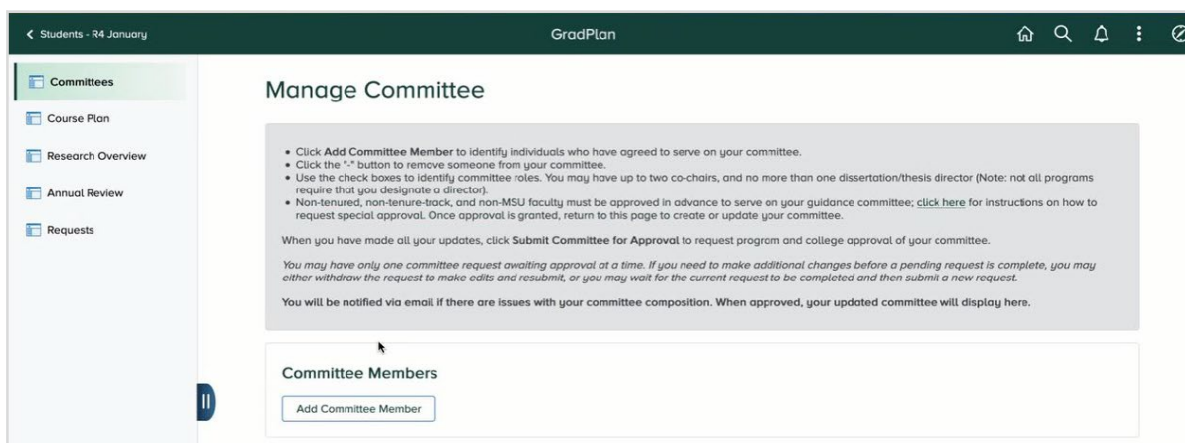 Students - R4 January
GradPlan
Committees
Course Plan
Research Overview
Annual Review
Requests
Manage Committee
Click Add Committee Member to identify individuals who have agreed to serve on your committee.
Click the "-" button to remove someone from your committee.
Use the check boxes to identify committee roles. You may have up to two co-chairs, and no more than one dissertation/thesis director (Note: not all programs
require that you designate a director).
Non-tenured, non-tenure-track, and non-MSU faculty must be approved in advance to serve on your guidance committee; click here for instructions on how to
request special approval. Once approval is granted, return to this page to create or update your committee.
When you have made all your updates, click Submit Committee for Approval to request program and college approval of your committee.
You may have only one committee request awaiting approval at a time. If you need to make additional changes before a pending request is complete, you may
either withdraw the request to make edits and resubmit, or you may wait for the current request to be completed and then submit a new request.
You will be notified via email if there are issues with your committee composition. When approved, your updated committee will display here.
Committee Members
Add Committee Member